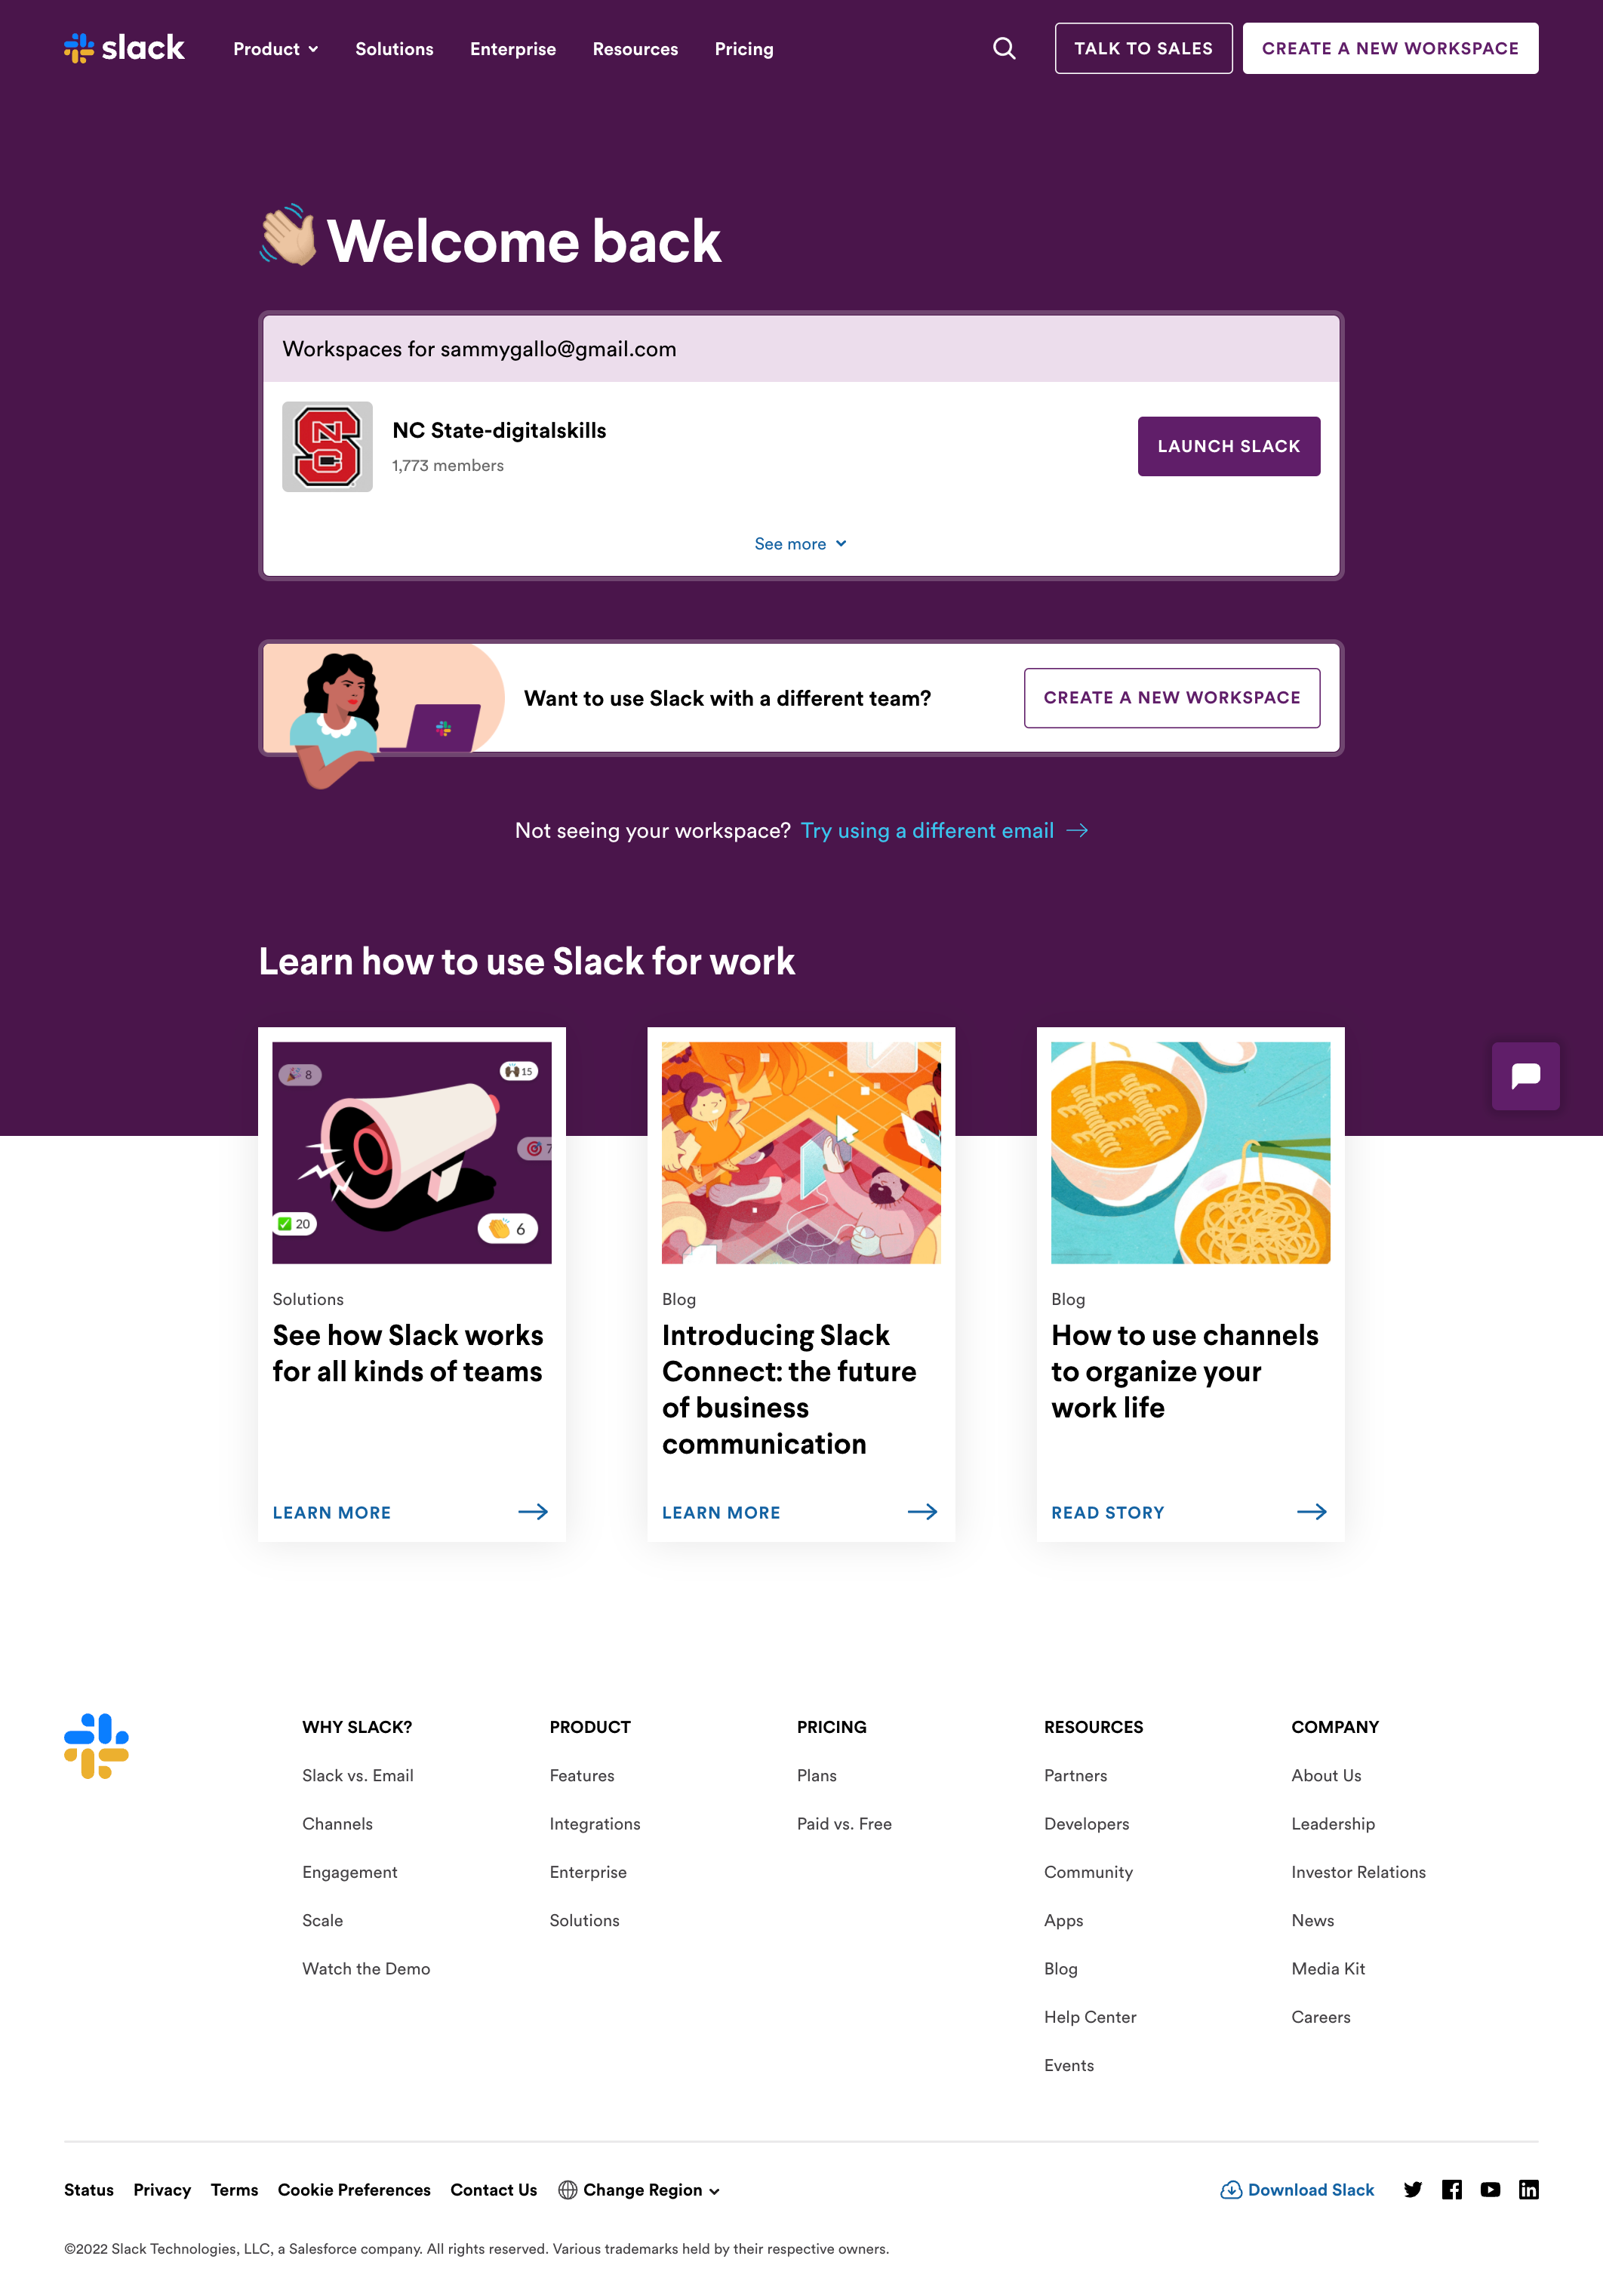 slack
Product
Solutions
Enterprise
Resources
Pricing
TALK TO SALES
CREATE A NEW WORKSPACE
Welcome back
Workspaces for sammygallo@gmail.com
NC State-digitalskills
1,773 members
LAUNCH SLACK
See more
Want to use Slack with a different team?
CREATE A NEW WORKSPACE
Not seeing your workspace? Try using a different email
Learn how to use Slack for work
8
15
7
20
6
Solutions
See how Slack works
for all kinds of teams
LEARN MORE
Blog
Introducing Slack
Connect: the future
of business
communication
LEARN MORE
Blog
How to use channels
to organize your
work life
READ STORY
WHY SLACK?
Slack vs. Email
Channels
Engagement
Scale
Watch the Demo
PRODUCT
Features
Integrations
Enterprise
Solutions
PRICING
Plans
Paid vs. Free
RESOURCES
Partners
Developers
Community
Apps
Blog
Help Center
Events
COMPANY
About Us
Leadership
Investor Relations
News
Media Kit
Careers
Status
Privacy
Terms
Cookie Preferences
Contact Us
Change Region
Download Slack
©2022 Slack Technologies, LLC, a Salesforce company. All rights reserved. Various trademarks held by their respective owners.